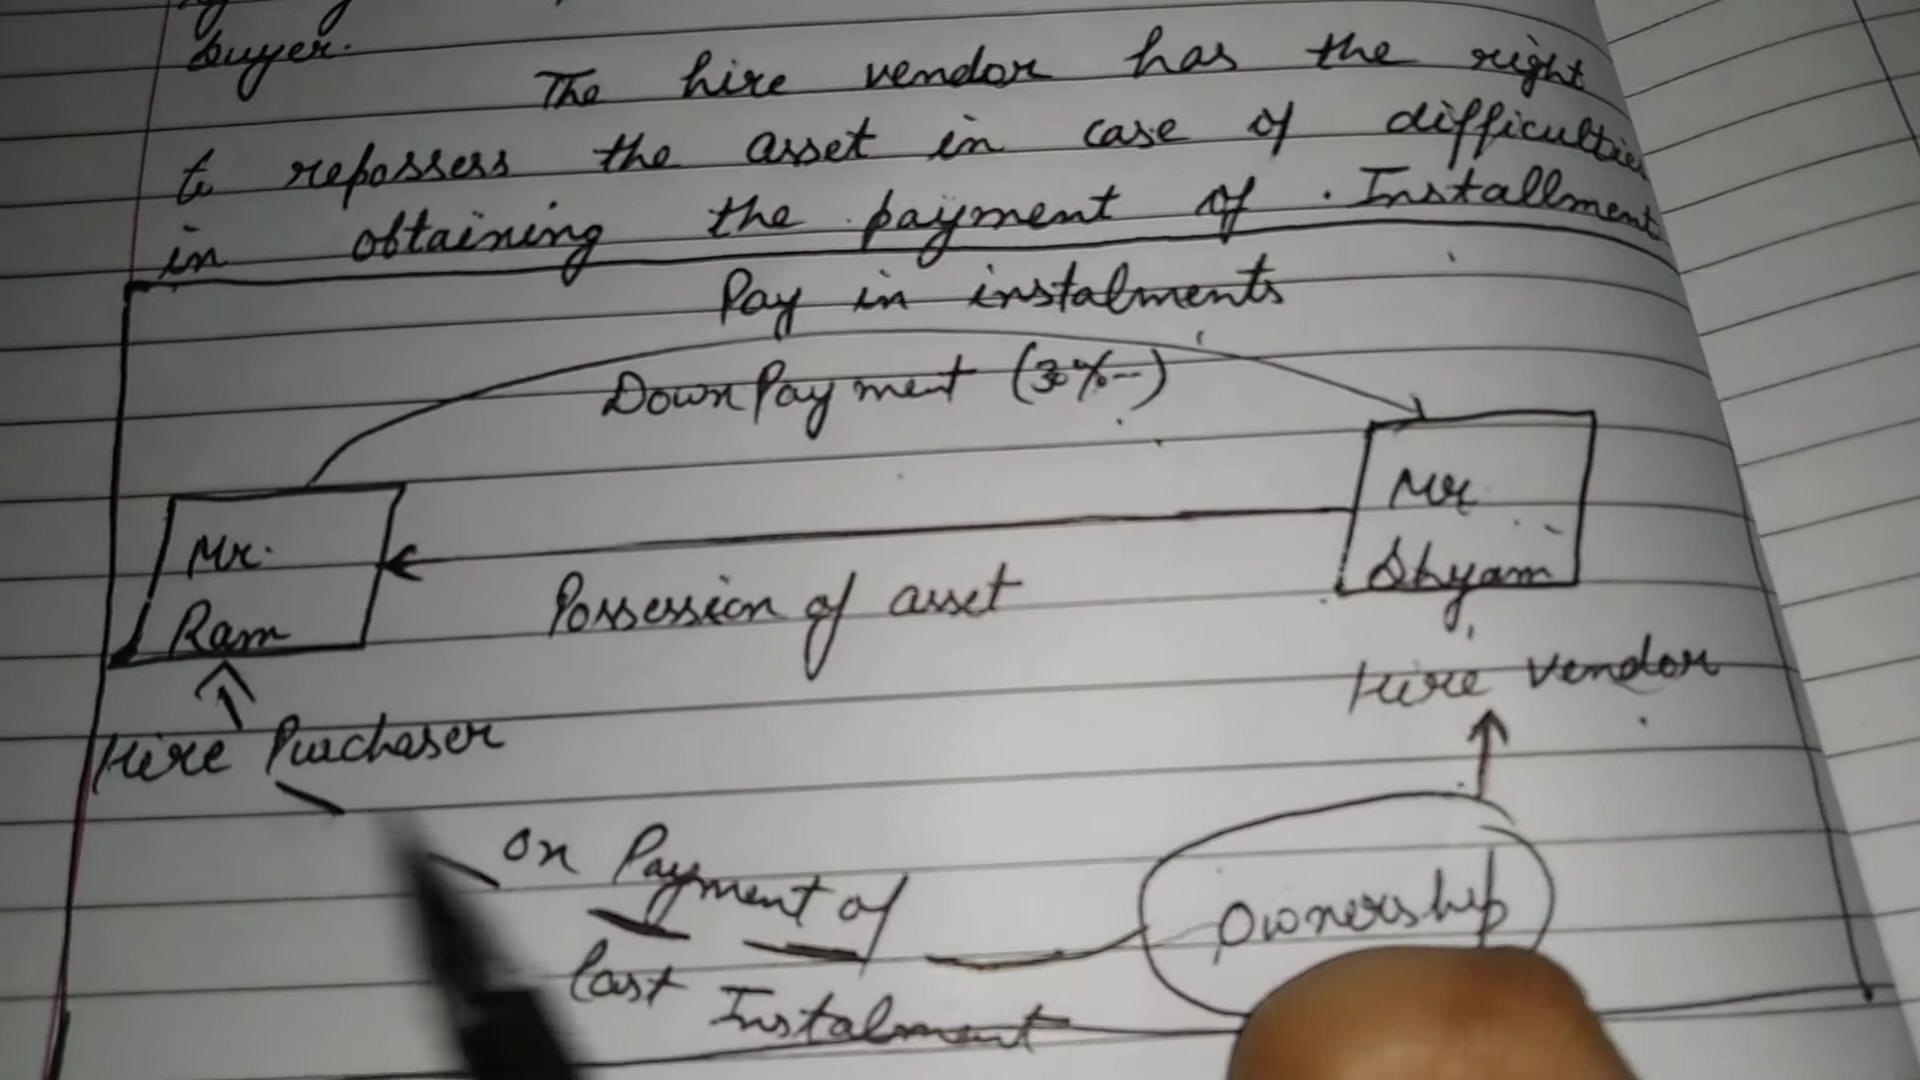 buyer.
The hire vendor has the right
to repossess the asset in case of difficulties
in obtaining the payment of . Installment
Pay in instalments
Down Payment (30%--)
Mr.
Ram
Mr
Shyam
Possession of asset
Hire vendor
Hire Purchaser
on Payment of
last Instalment
Ownership